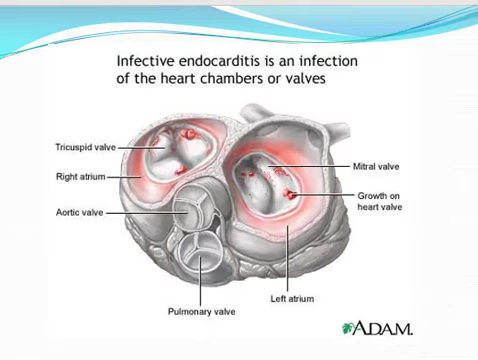 Infective endocarditis is an infection
of the heart chambers or valves
Tricuspid valve
Right atrium
Aortic valve
Mitral valve
Growth on
heart valve
Left atrium
Pulmonary valve
ADAM.